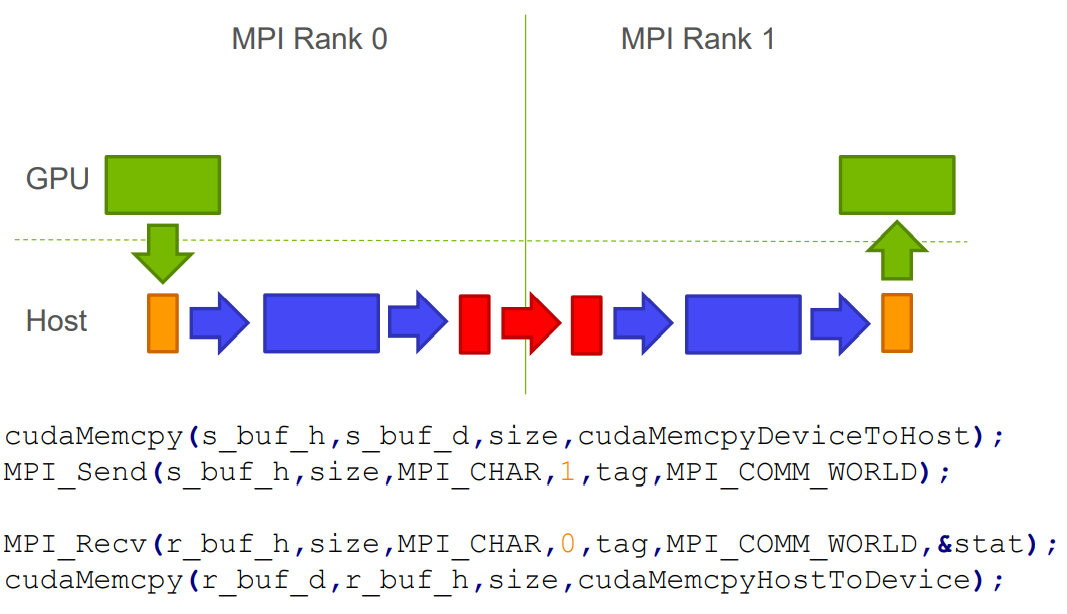 MPI Rank 0
MPI Rank 1
GPU
Host
cudaMemcpy(s_buf_h,s_buf_d,size,cudaMemcpyDeviceToHost);
MPI_Send(s_buf_h,size,MPI_CHAR,1,tag,MPI_COMM_WORLD);
MPI_Recv(r_buf_h,size,MPI_CHAR,0,tag,MPI_COMM_WORLD,&stat);
cudaMemcpy(r_buf_d,r_buf_h,size,cudaMemcpyHostToDevice);